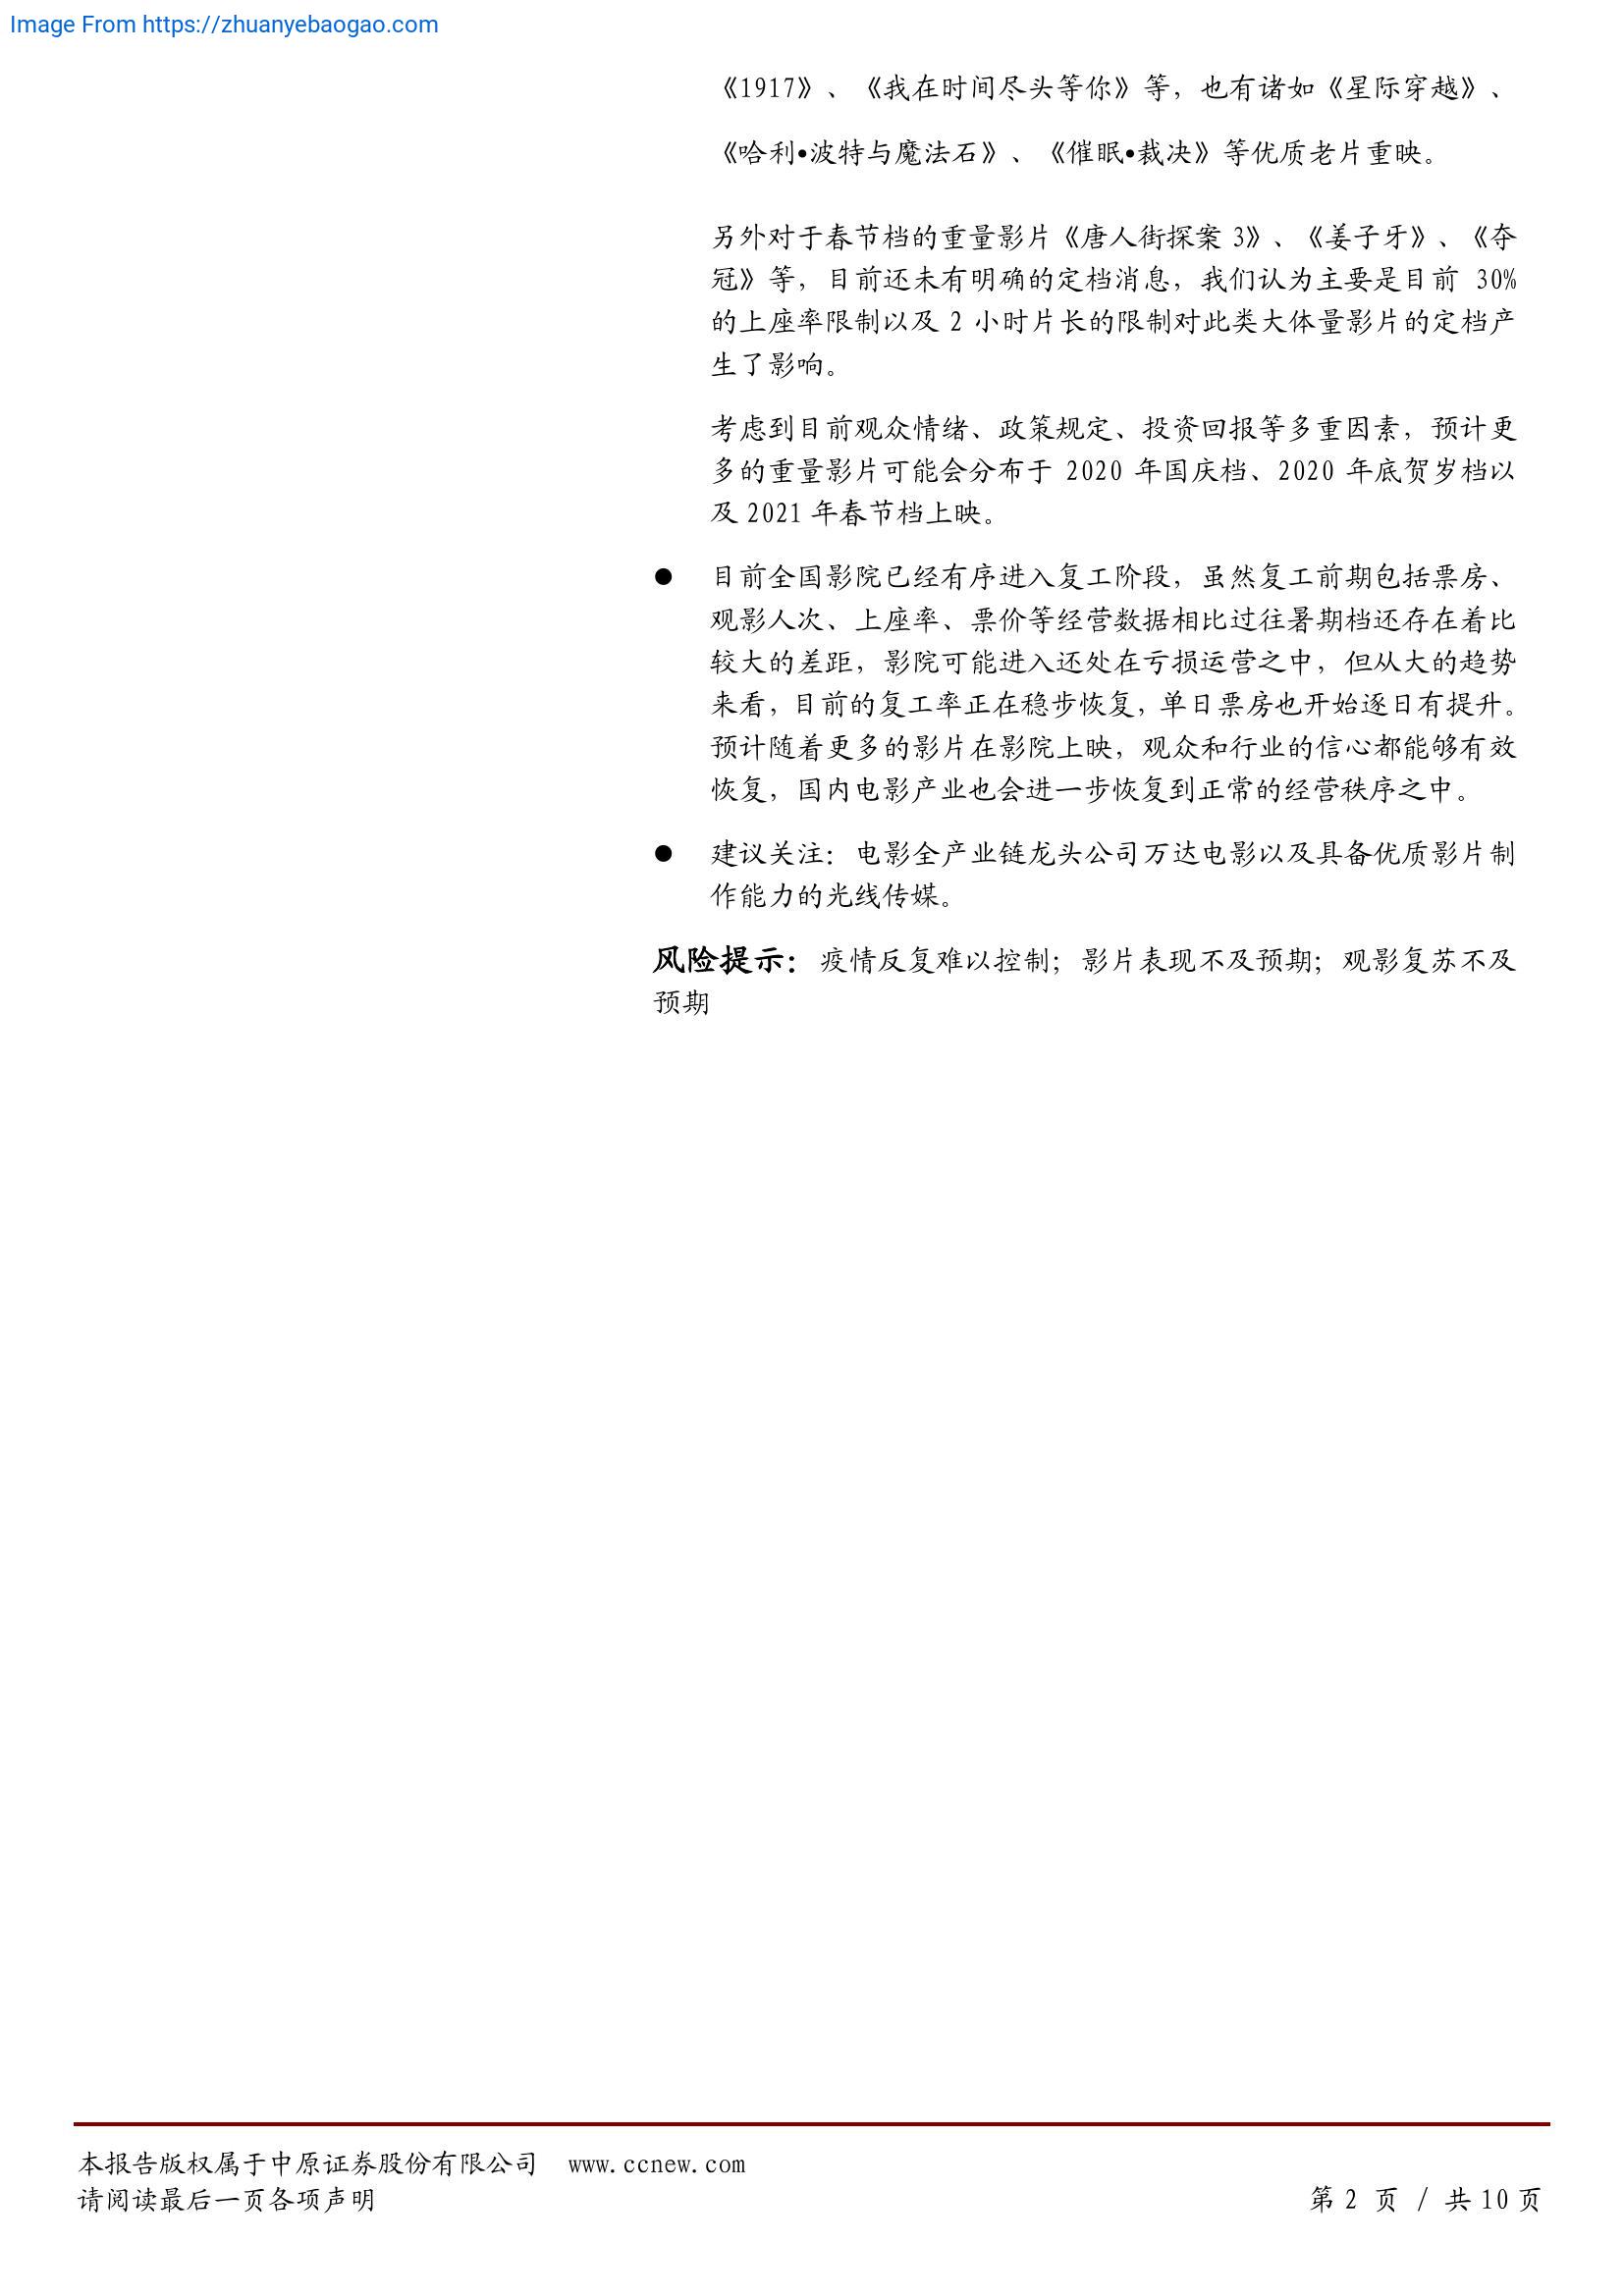 Image From https://zhuanyebaogao.com
《1917》、《我在时间尽头等你》等，也有诸如《星际穿越》、
《哈利•波特与魔法石》、《催眠•裁决》等优质老片重映。
另外对于春节档的重量影片《唐人街探案 3》、《姜子牙》、《夺
冠》等，目前还未有明确的定档消息，我们认为主要是目前 30%
的上座率限制以及 2 小时片长的限制对此类大体量影片的定档产
生了影响。
考虑到目前观众情绪、政策规定、投资回报等多重因素，预计更
多的重量影片可能会分布于 2020 年国庆档、2020 年底贺岁档以
及 2021 年春节档上映。
● 目前全国影院已经有序进入复工阶段，虽然复工前期包括票房、
观影人次、上座率、票价等经营数据相比过往暑期档还存在着比
较大的差距，影院可能进入还处在亏损运营之中，但从大的趋势
来看，目前的复工率正在稳步恢复，单日票房也开始逐日有提升。
预计随着更多的影片在影院上映，观众和行业的信心都能够有效
恢复，国内电影产业也会进一步恢复到正常的经营秩序之中。
● 建议关注：电影全产业链龙头公司万达电影以及具备优质影片制
作能力的光线传媒。
风险提示：疫情反复难以控制；影片表现不及预期；观影复苏不及
预期
本报告版权属于中原证券股份有限公司 www.ccnew.com
请阅读最后一页各项声明
第 2 页 / 共 10 页